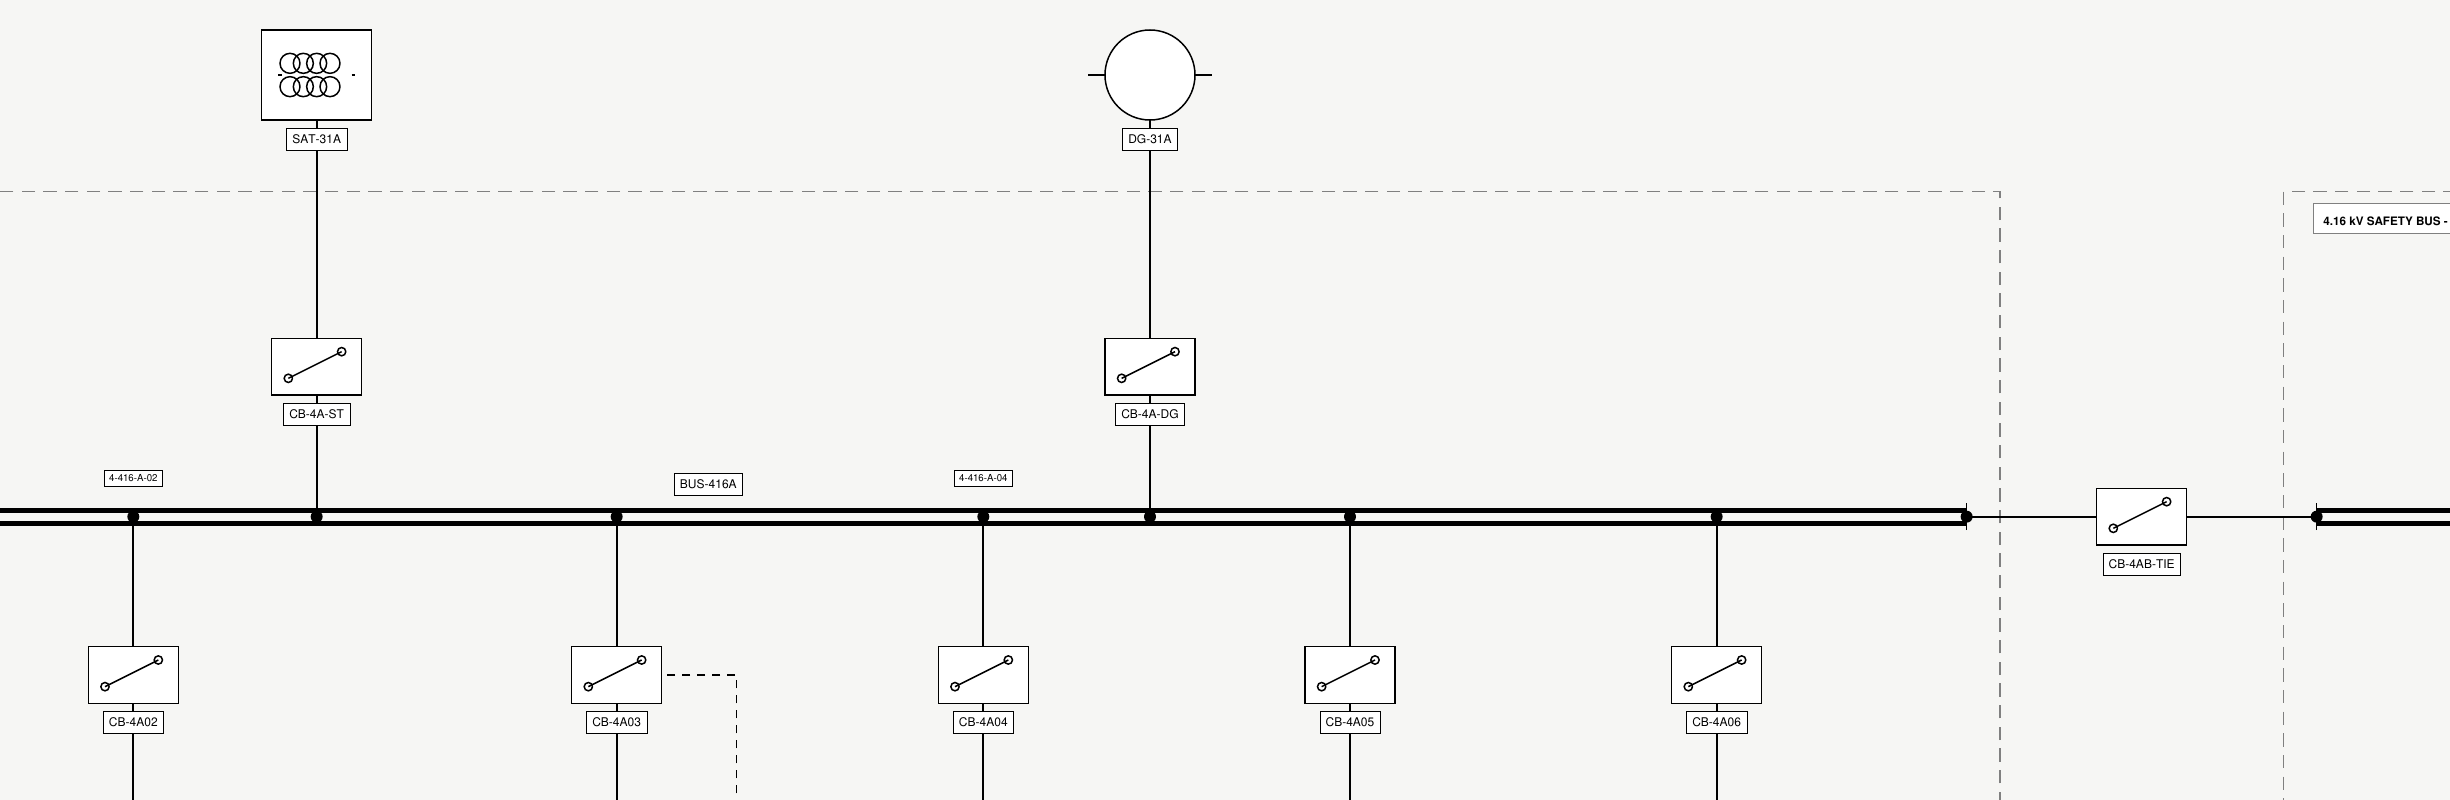 SAT-31A
DG-31A
4.16 kV SAFETY BUS -
CB-4A-ST
CB-4A-DG
4-416-A-02
BUS-416A
4-416-A-04
CB-4AB-TIE
CB-4A02
CB-4A03
CB-4A04
CB-4A05
CB-4A06